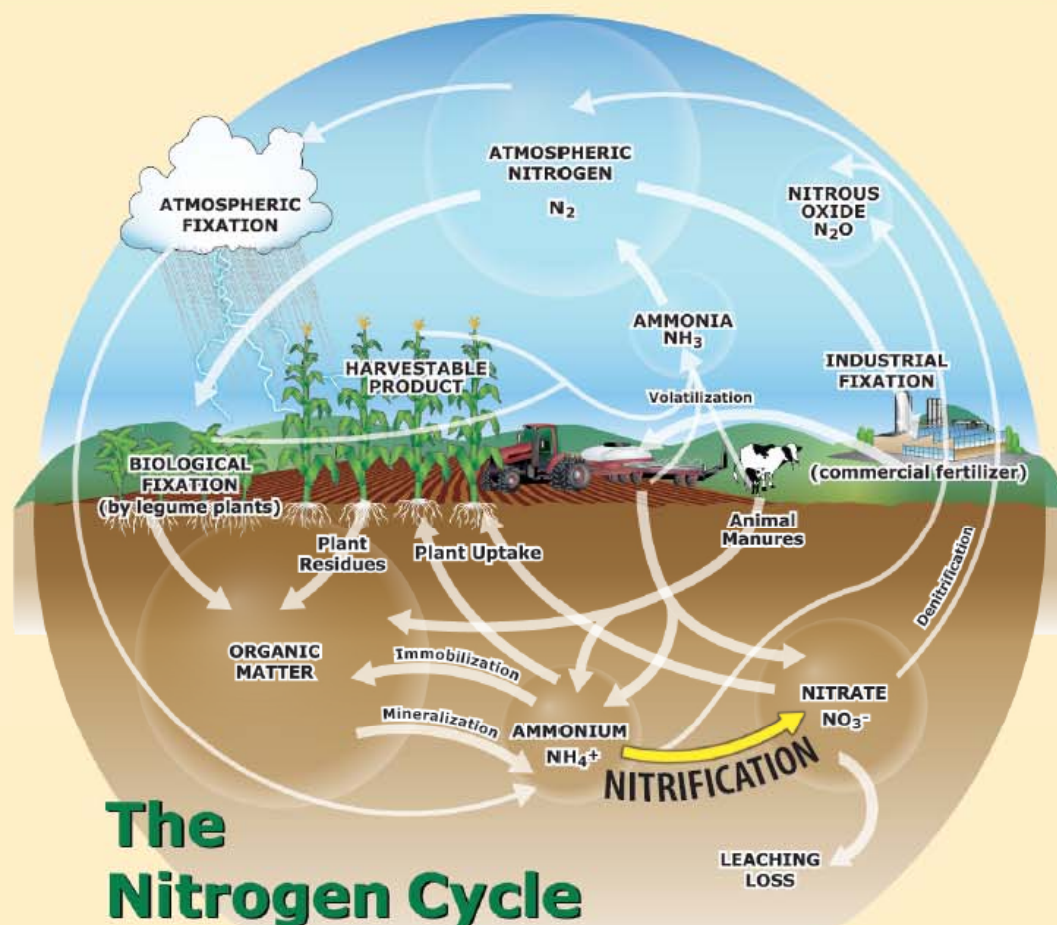 ATMOSPHERIC
NITROGEN
N₂
ATMOSPHERIC
FIXATION
NITROUS
OXIDE
N₂O
AMMONIA
NH₃
HARVESTABLE
PRODUCT
INDUSTRIAL
FIXATION
(commercial fertilizer)
Volatilization
BIOLOGICAL
FIXATION
(by legume plants)
Plant
Residues
Plant Uptake
Animal
Manures
Denitrification
ORGANIC
MATTER
Immobilization
Mineralization
AMMONIUM
NH₄⁺
NITRATE
NO₃⁻
NITRIFICATION
LEACHING
LOSS
The
Nitrogen Cycle